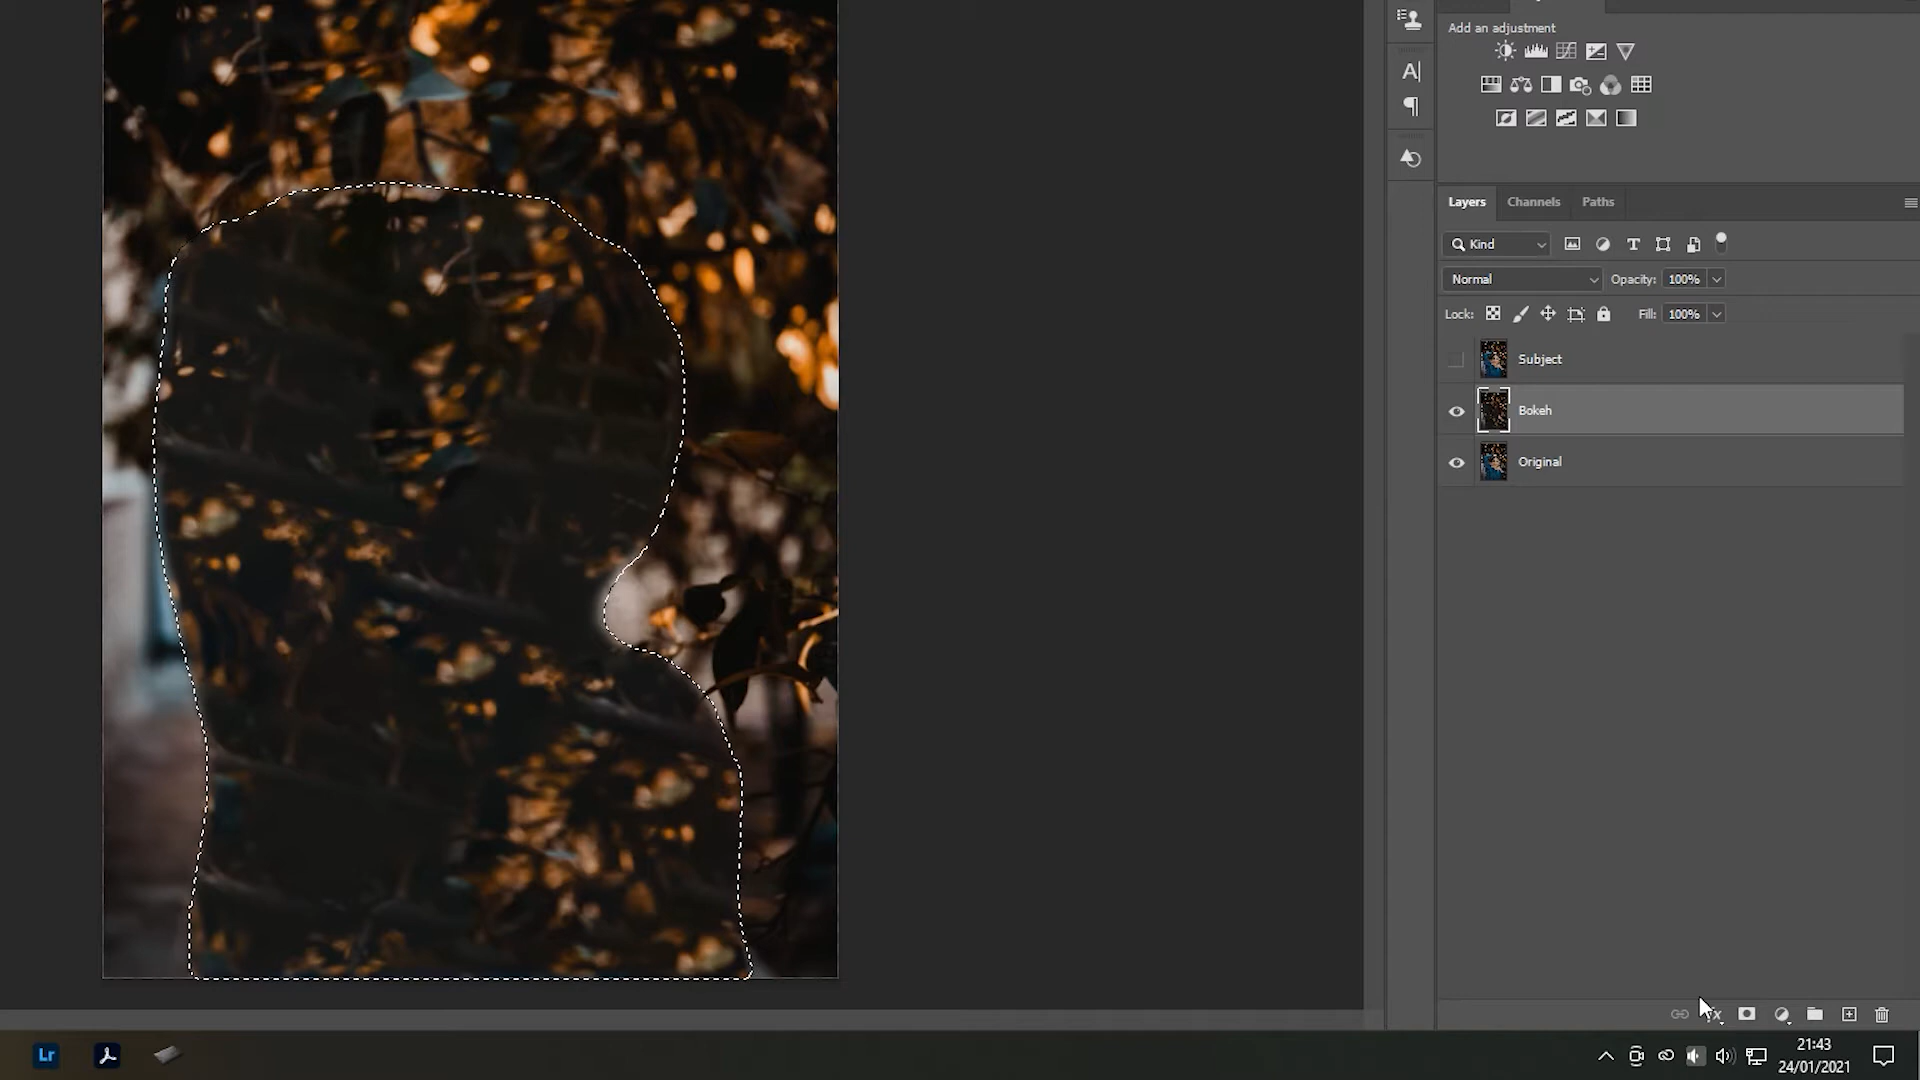 Add an adjustment
Layers Channels Paths
Kind
Normal Opacity: 100%
Lock: Fill: 100%
Subject
Bokeh
Original
fx
Lr
21:43
24/01/2021